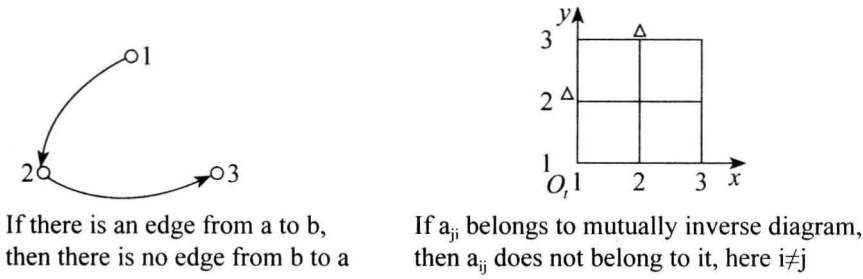 1
2
3
If there is an edge from a to b,
then there is no edge from b to a
y
3
2
1
O_t 1 2 3 x
If a_ji belongs to mutually inverse diagram,
then a_ij does not belong to it, here i≠j